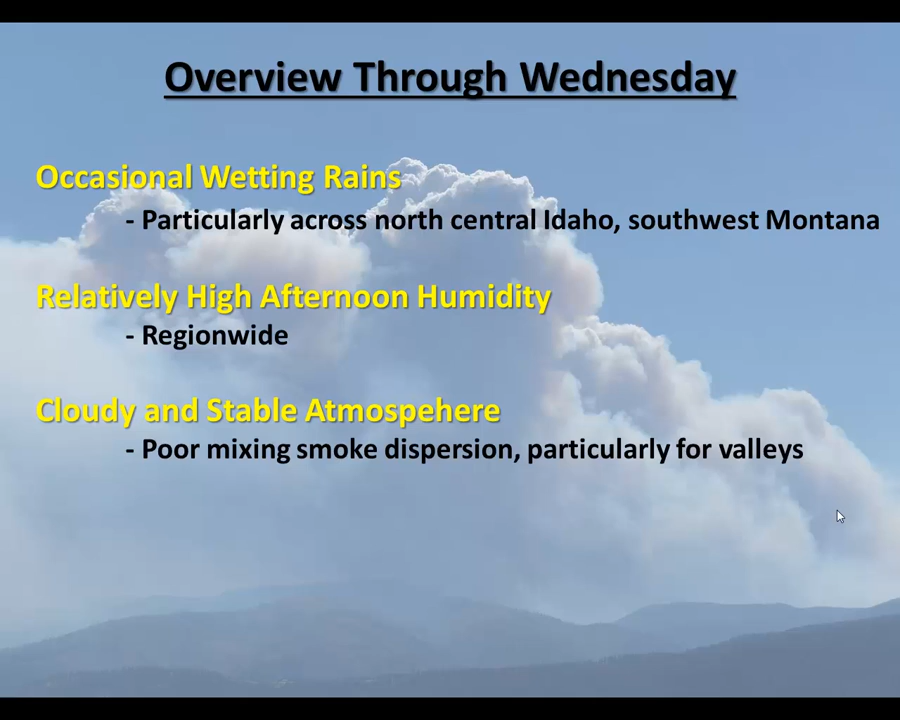 Overview Through Wednesday
Occasional Wetting Rains
- Particularly across north central Idaho, southwest Montana
Relatively High Afternoon Humidity
- Regionwide
Cloudy and Stable Atmospehere
- Poor mixing smoke dispersion, particularly for valleys